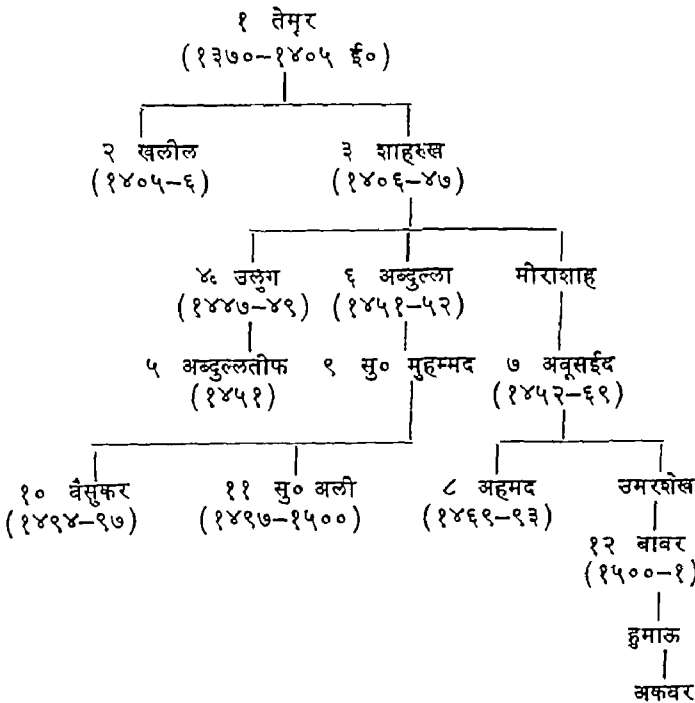 १ तेमूर
(१३७०–१४०५ ई०)
२ खलील ३ शाहरुख
(१४०५–६) (१४०६–४७)
४ उलुग ६ अब्दुल्ला मीराशाह
(१४४७–४९) (१४५१–५२)
५ अब्दुल्लतीफ ९ सु० मुहम्मद ७ अबूसईद
(१४५१) (१४५२–६९)
१० वैसुकर ११ सु० अली ८ अहमद उमरशेख
(१४९४–९७) (१४९७–१५००) (१४६९–९३)
१२ बाबर
(१५००–१)
हुमाऊ
अकबर